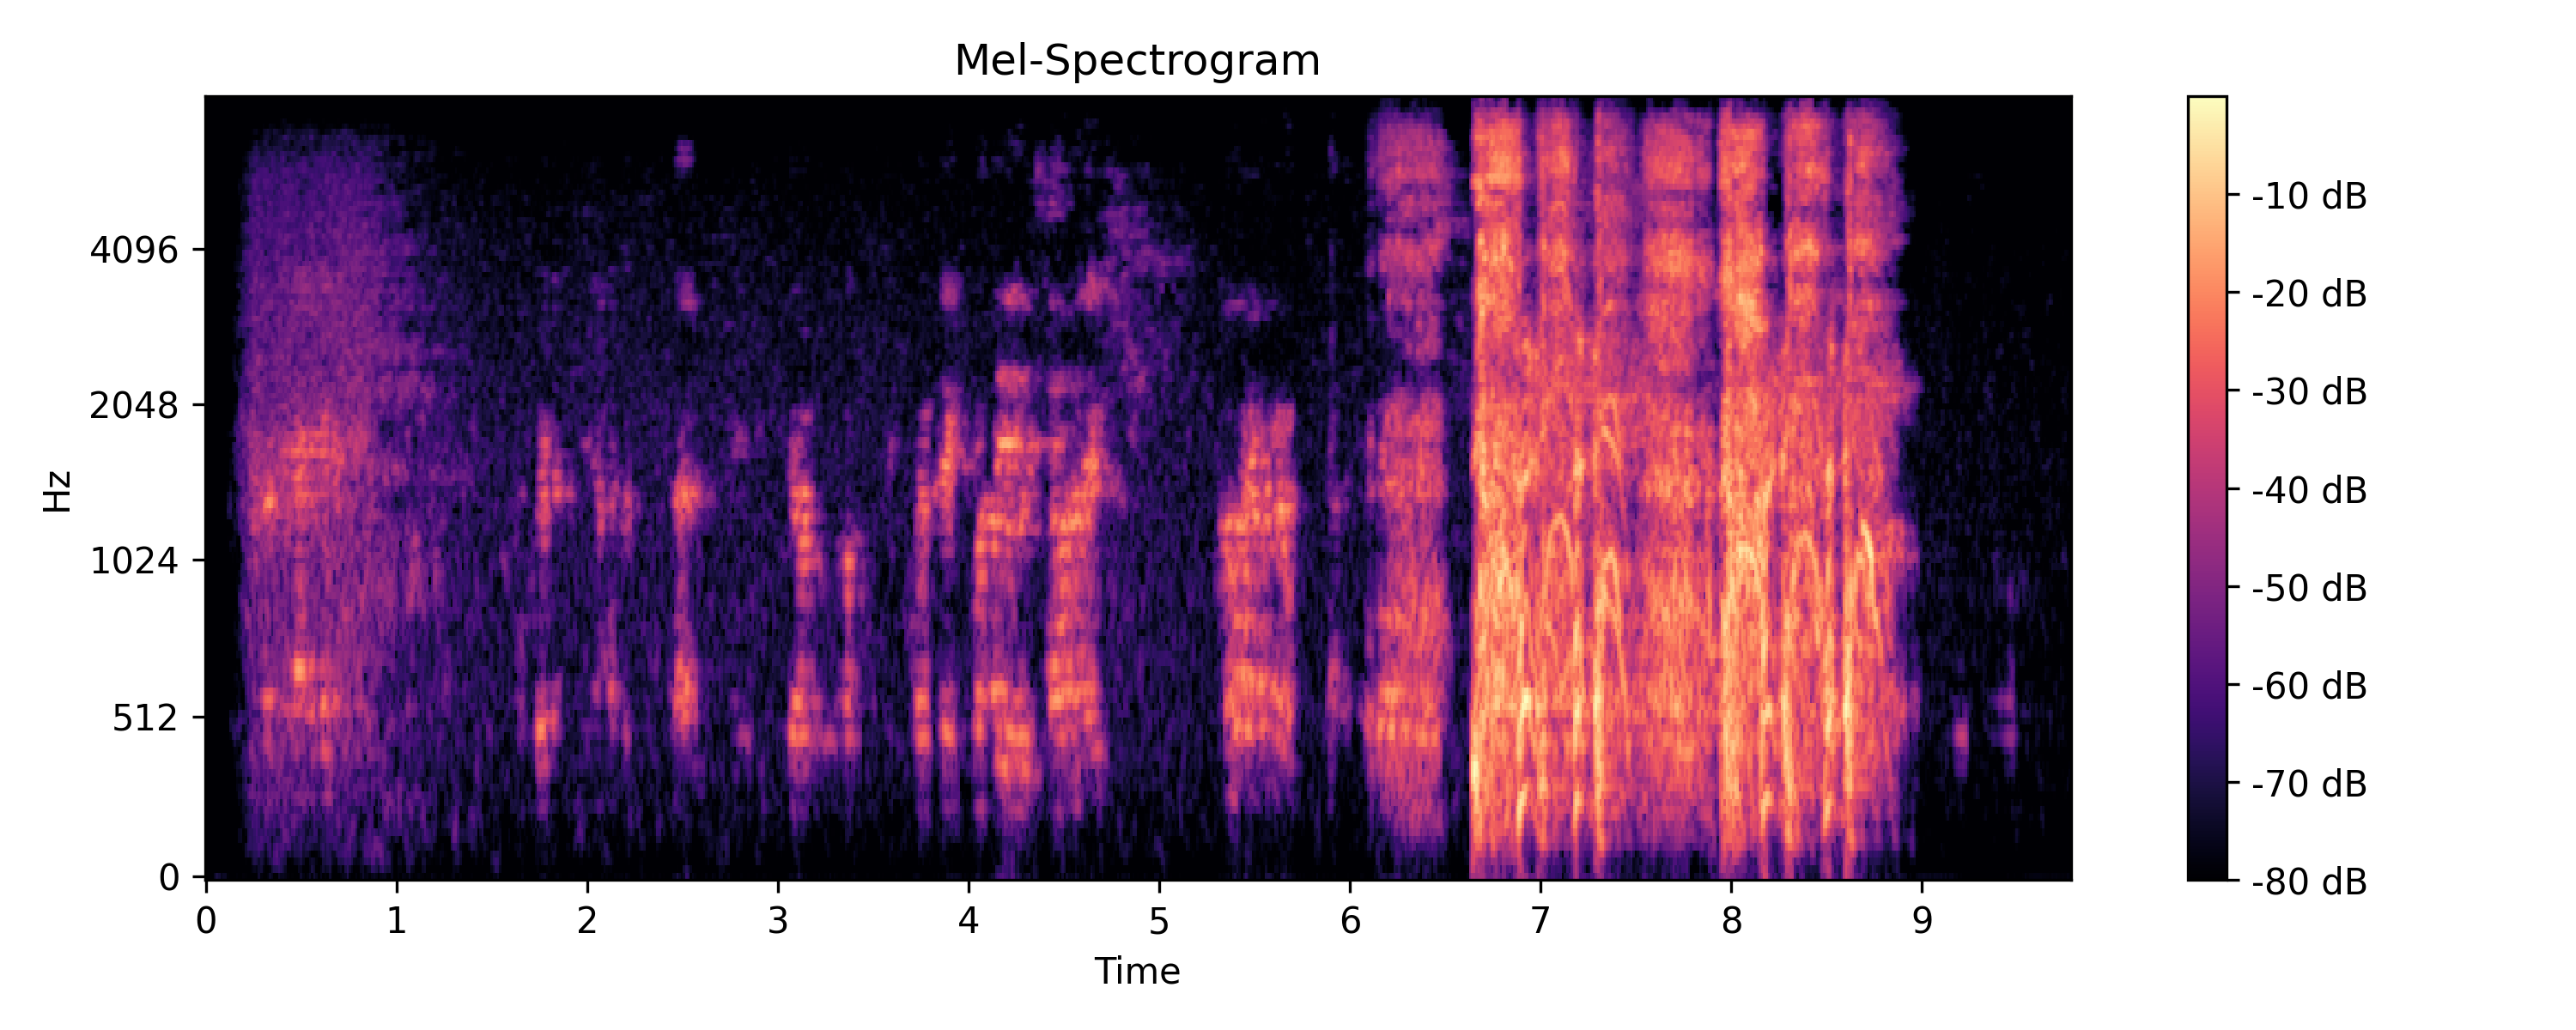 Mel-Spectrogram
Hz
4096
2048
1024
512
0
0 1 2 3 4 5 6 7 8 9
Time
-10 dB
-20 dB
-30 dB
-40 dB
-50 dB
-60 dB
-70 dB
-80 dB